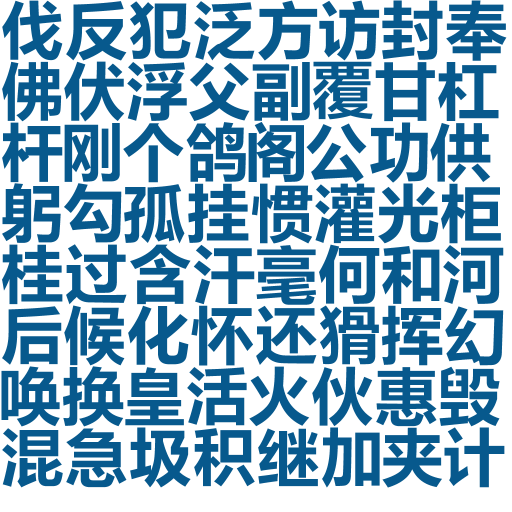 伐反犯泛方访封奉
佛伏浮父副覆甘杠
杆刚个鸽阁公功供
躬勾孤挂惯灌光柜
桂过含汗毫何和河
后候化怀还猾挥幻
唤换皇活火伙惠毁
混急圾积继加夹计